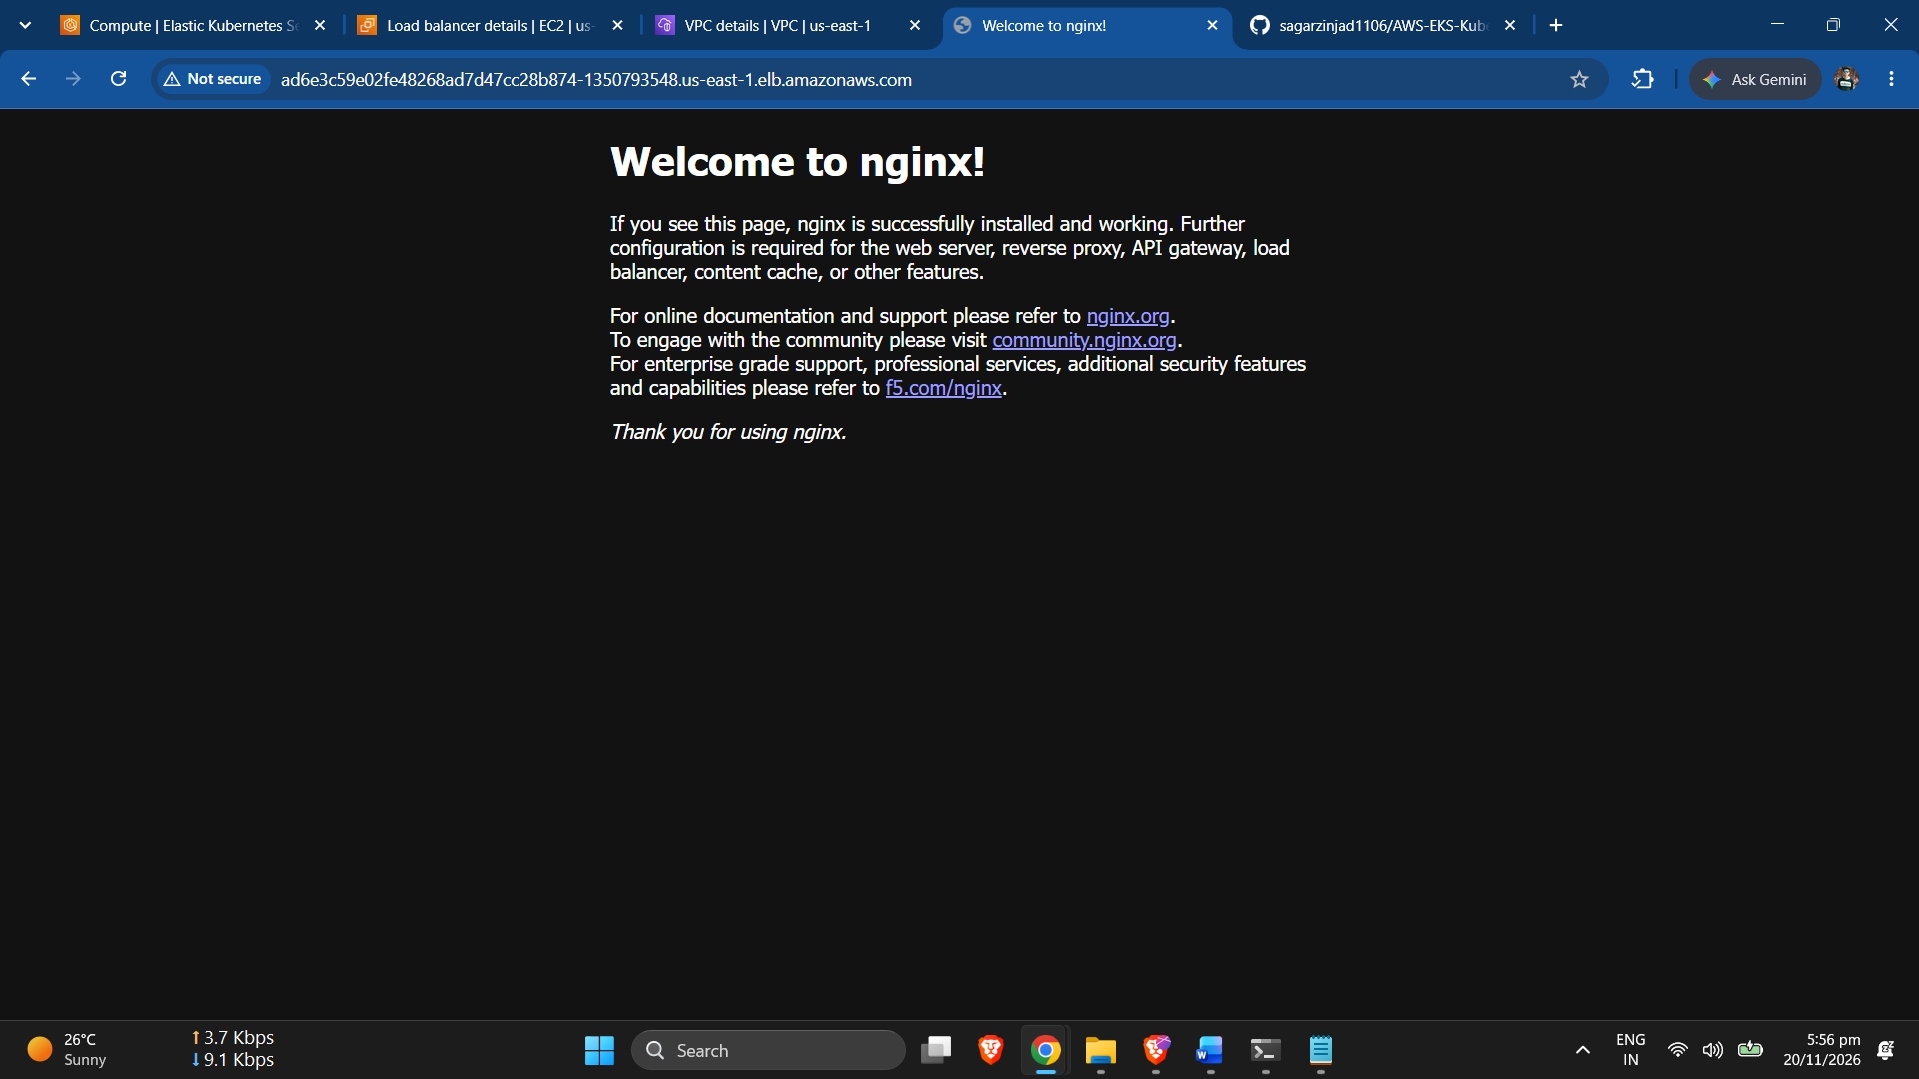 Compute | Elastic Kubernetes S
Load balancer details | EC2 | us-
VPC details | VPC | us-east-1
Welcome to nginx!
sagarzinjad1106/AWS-EKS-Kub
Not secure
ad6e3c59e02fe48268ad7d47cc28b874-1350793548.us-east-1.elb.amazonaws.com
Ask Gemini
Welcome to nginx!
If you see this page, nginx is successfully installed and working. Further
configuration is required for the web server, reverse proxy, API gateway, load
balancer, content cache, or other features.
For online documentation and support please refer to nginx.org.
To engage with the community please visit community.nginx.org.
For enterprise grade support, professional services, additional security features
and capabilities please refer to f5.com/nginx.
Thank you for using nginx.
26°C
Sunny
↑ 3.7 Kbps
↓ 9.1 Kbps
Search
ENG
IN
5:56 pm
20/11/2026